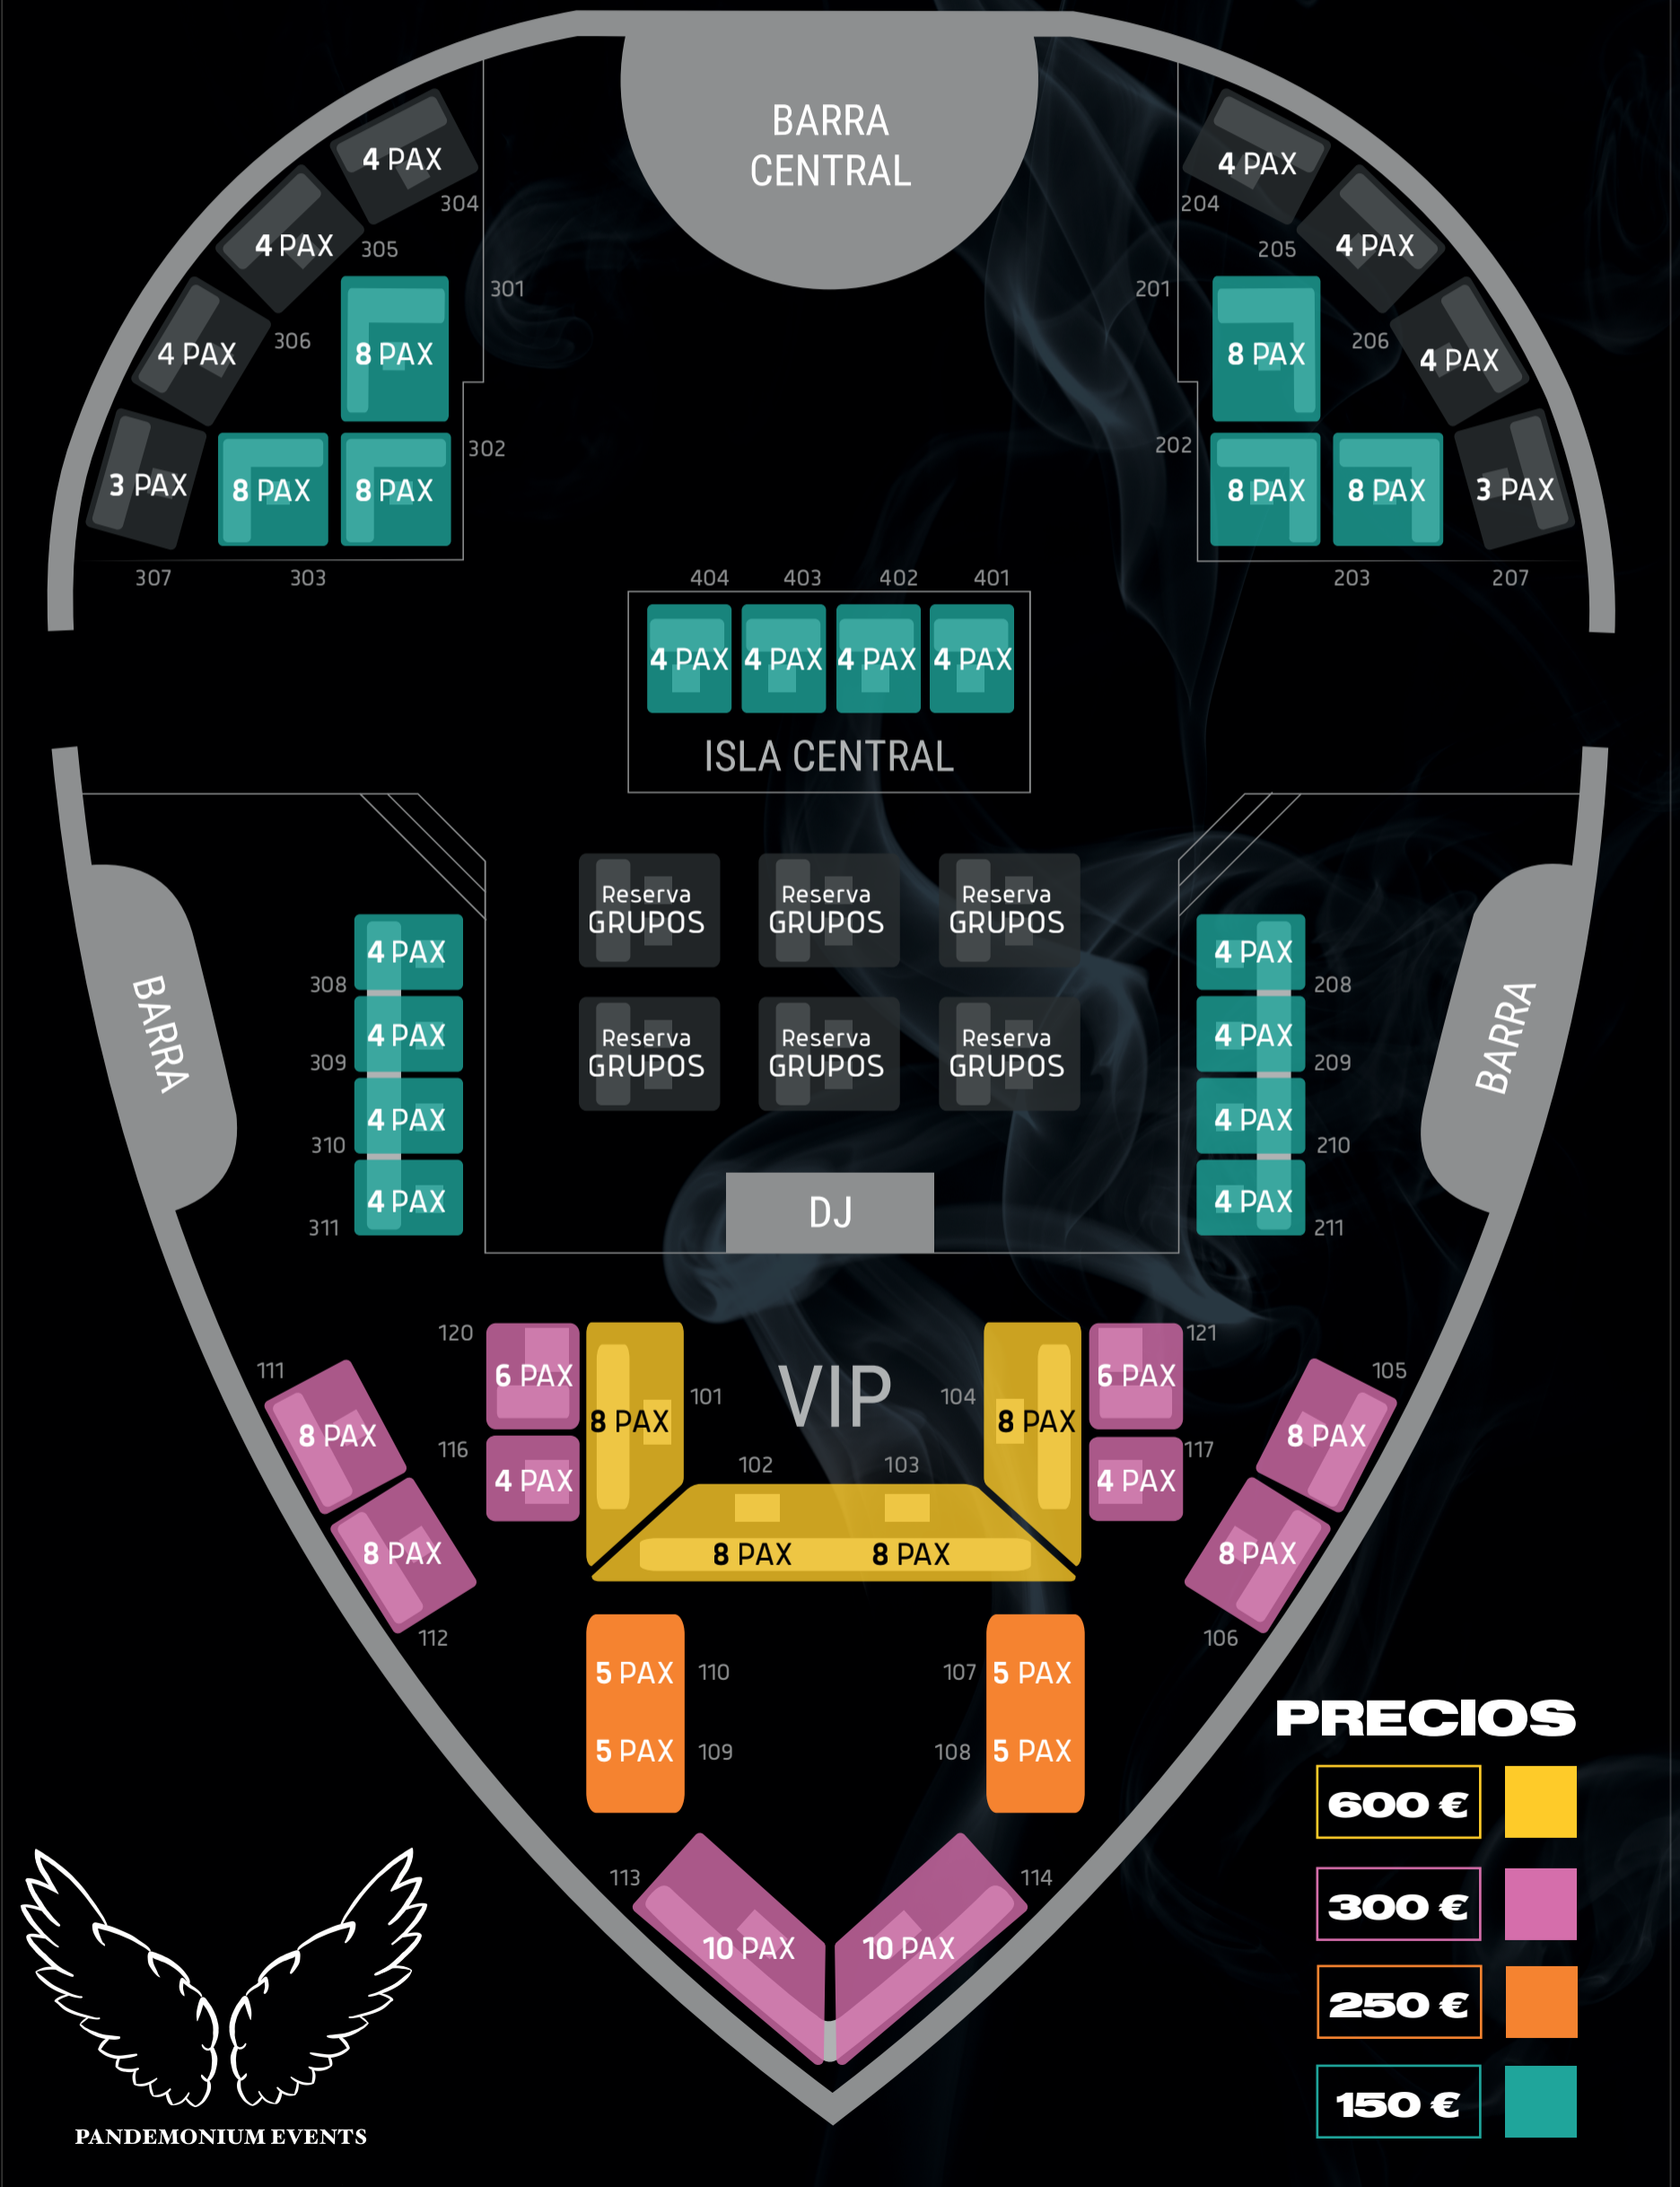 BARRA
CENTRAL
4 PAX
304
4 PAX
305
4 PAX
306
3 PAX
307
8 PAX
301
8 PAX
302
8 PAX
303
4 PAX
204
4 PAX
205
4 PAX
206
3 PAX
207
8 PAX
201
8 PAX
202
8 PAX
203
404 403 402 401
4 PAX 4 PAX 4 PAX 4 PAX
ISLA CENTRAL
Reserva
GRUPOS
Reserva
GRUPOS
Reserva
GRUPOS
Reserva
GRUPOS
Reserva
GRUPOS
Reserva
GRUPOS
BARRA
4 PAX
308
4 PAX
309
4 PAX
310
4 PAX
311
4 PAX
208
4 PAX
209
4 PAX
210
4 PAX
211
BARRA
DJ
VIP
120
6 PAX
116
4 PAX
111
8 PAX
8 PAX
112
8 PAX
101
102
8 PAX
103
8 PAX
104
8 PAX
121
6 PAX
117
4 PAX
105
8 PAX
8 PAX
106
5 PAX 110
5 PAX 109
107 5 PAX
108 5 PAX
113
10 PAX
114
10 PAX
PRECIOS
600 €
300 €
250 €
150 €
PANDEMONIUM EVENTS